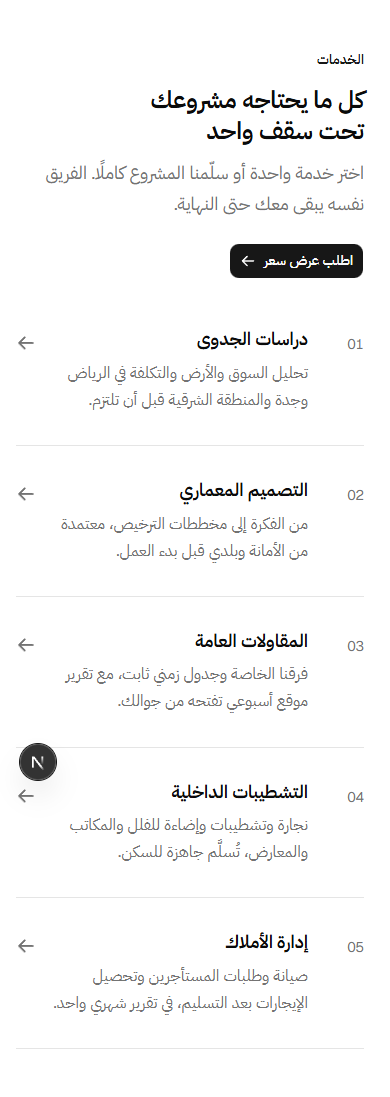 الخدمات
كل ما يحتاجه مشروعك
تحت سقف واحد
اختر خدمة واحدة أو سلّمنا المشروع كاملًا. الفريق
نفسه يبقى معك حتى النهاية.
اطلب عرض سعر ←
01 دراسات الجدوى ←
تحليل السوق والأرض والتكلفة في الرياض
وجدة والمنطقة الشرقية قبل أن تلتزم.
02 التصميم المعماري ←
من الفكرة إلى مخططات الترخيص، معتمدة
من الأمانة وبلدي قبل بدء العمل.
03 المقاولات العامة ←
فرقنا الخاصة وجدول زمني ثابت، مع تقرير
موقع أسبوعي تفتحه من جوالك.
N
04 التشطيبات الداخلية ←
نجارة وتشطيبات وإضاءة للفلل والمكاتب
والمعارض، تُسلَّم جاهزة للسكن.
05 إدارة الأملاك ←
صيانة وطلبات المستأجرين وتحصيل
الإيجارات بعد التسليم، في تقرير شهري واحد.